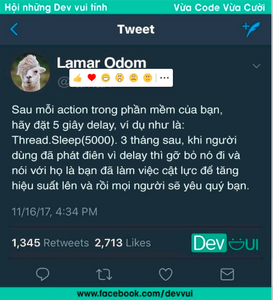 Hội những Dev vui tính
Vừa Code Vừa Cười
Tweet
Lamar Odom
Sau mỗi action trong phần mềm của bạn,
hãy đặt 5 giây delay, ví dụ như là:
Thread.Sleep(5000). 3 tháng sau, khi người
dùng đã phát điên vì delay thì gỡ bỏ nó đi và
nói với họ là bạn đã làm việc cật lực để tăng
hiệu suất lên và rồi mọi người sẽ yêu quý bạn.
11/16/17, 4:34 PM
1,345 Retweets 2,713 Likes
Dev ui
www.facebook.com/devvui